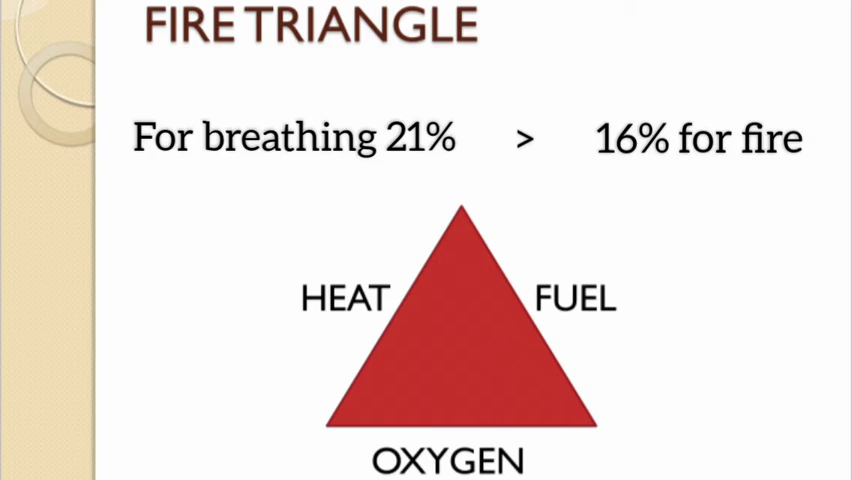 FIRE TRIANGLE
For breathing 21% > 16% for fire
HEAT FUEL
OXYGEN